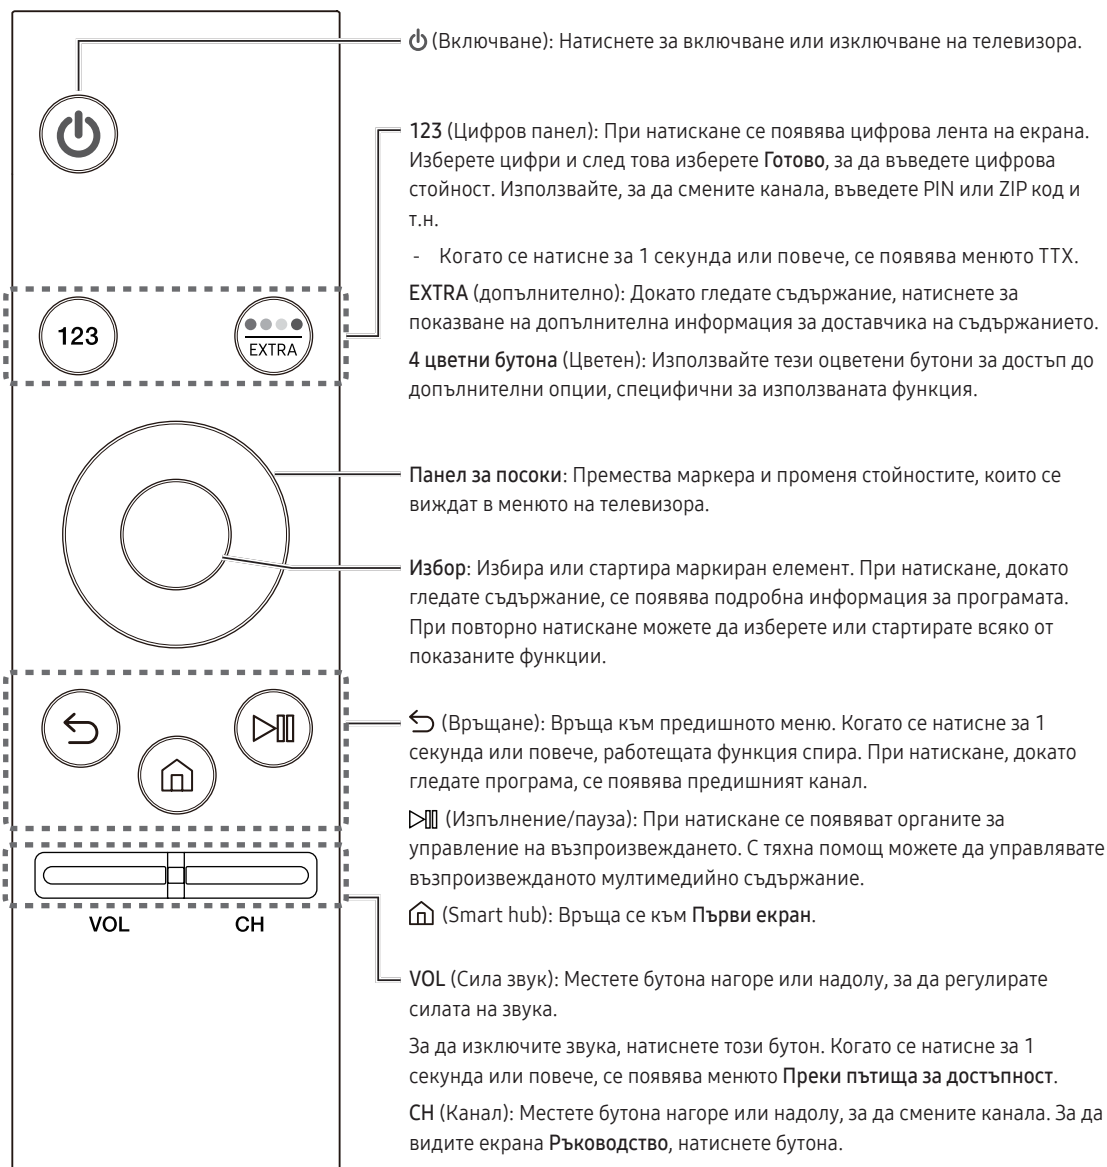 (Включване): Натиснете за включване или изключване на телевизора.
123 (Цифров панел): При натискане се появява цифрова лента на екрана.
Изберете цифри и след това изберете Готово, за да въведете цифрова
стойност. Използвайте, за да смените канала, въведете PIN или ZIP код и
т.н.
- Когато се натисне за 1 секунда или повече, се появява менюто TTX.
EXTRA (допълнително): Докато гледате съдържание, натиснете за
показване на допълнителна информация за доставчика на съдържанието.
4 цветни бутона (Цветен): Използвайте тези оцветени бутони за достъп до
допълнителни опции, специфични за използваната функция.
123
EXTRA
Панел за посоки: Премества маркера и променя стойностите, които се
виждат в менюто на телевизора.
Избор: Избира или стартира маркиран елемент. При натискане, докато
гледате съдържание, се появява подробна информация за програмата.
При повторно натискане можете да изберете или стартирате всяко от
показаните функции.
(Връщане): Връща към предишното меню. Когато се натисне за 1
секунда или повече, работещата функция спира. При натискане, докато
гледате програма, се появява предишният канал.
(Изпълнение/пауза): При натискане се появяват органите за
управление на възпроизвеждането. С тяхна помощ можете да управлявате
възпроизвежданото мултимедийно съдържание.
(Smart hub): Връща се към Първи екран.
VOL
CH
VOL (Сила звук): Местете бутона нагоре или надолу, за да регулирате
силата на звука.
За да изключите звука, натиснете този бутон. Когато се натисне за 1
секунда или повече, се появява менюто Преки пътища за достъпност.
CH (Канал): Местете бутона нагоре или надолу, за да смените канала. За да
видите екрана Ръководство, натиснете бутона.